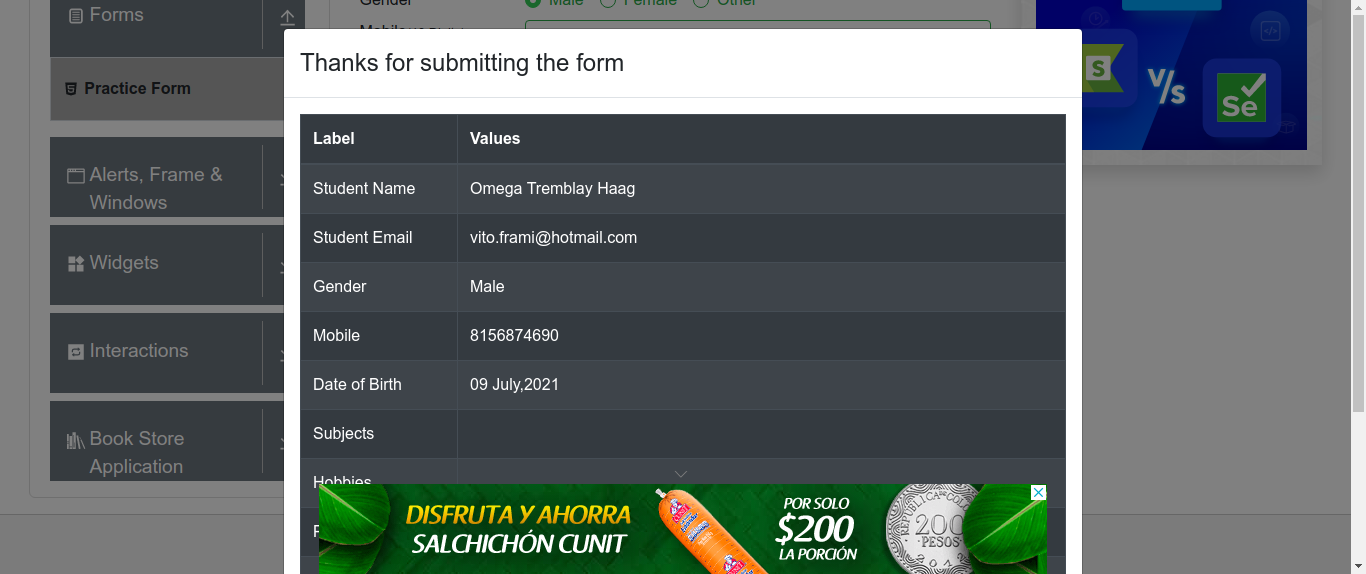 Forms
Gender Male Female Other
Practice Form
Thanks for submitting the form
S
V/s
Se
Alerts, Frame &
Windows
Widgets
Interactions
Book Store
Application
Label Values
Student Name Omega Tremblay Haag
Student Email vito.frami@hotmail.com
Gender Male
Mobile 8156874690
Date of Birth 09 July,2021
Subjects
Hobbies
DISFRUTA Y AHORRA
SALCHICHÓN CUNIT
POR SOLO
$200
LA PORCIÓN
200
PESOS